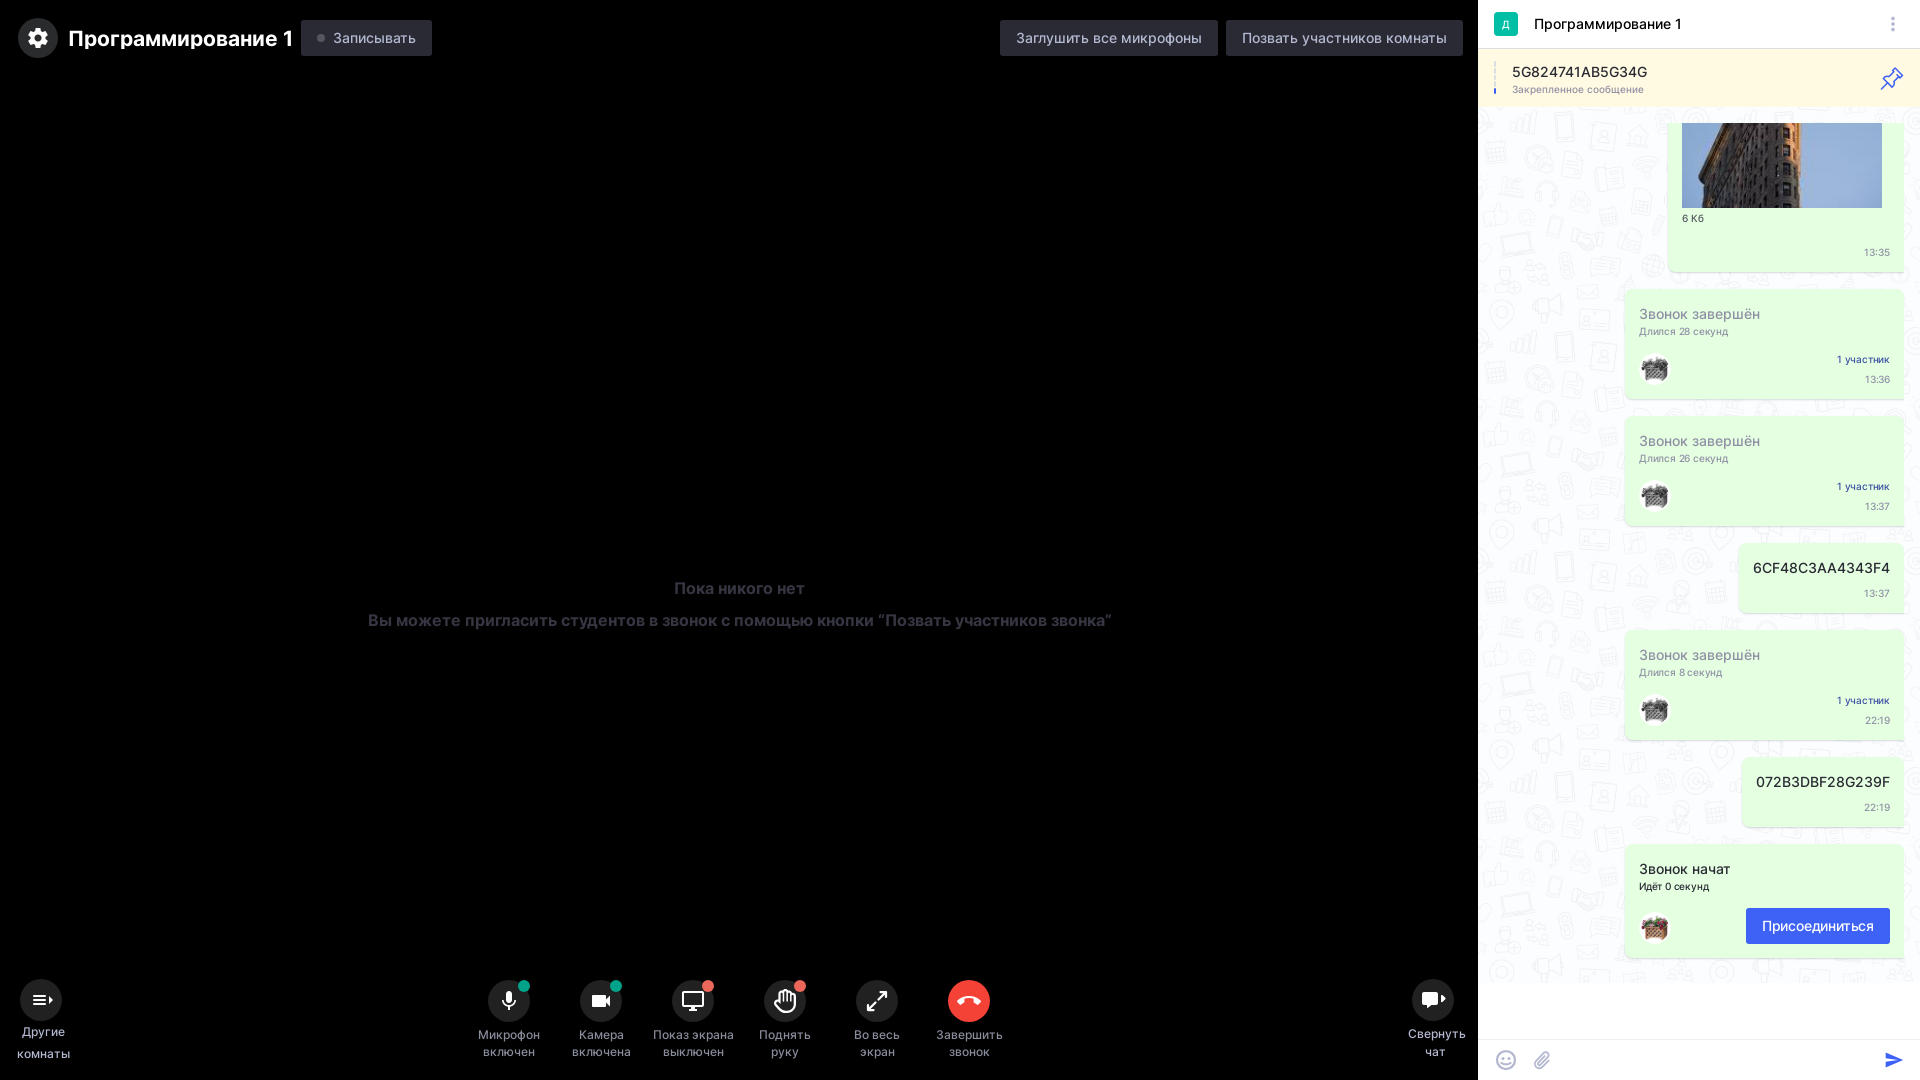 Программирование 1
Записывать
Заглушить все микрофоны
Позвать участников комнаты
Пока никого нет
Вы можете пригласить студентов в звонок с помощью кнопки “Позвать участников звонка”
Другие
комнаты
Микрофон
включен
Камера
включена
Показ экрана
выключен
Поднять
руку
Во весь
экран
Завершить
звонок
Свернуть
чат
Д
Программирование 1
5G824741AB5G34G
Закрепленное сообщение
6 Кб
13:35
Звонок завершён
Длился 28 секунд
1 участник
13:36
Звонок завершён
Длился 26 секунд
1 участник
13:37
6CF48C3AA4343F4
13:37
Звонок завершён
Длился 8 секунд
1 участник
22:19
072B3DBF28G239F
22:19
Звонок начат
Идёт 0 секунд
Присоединиться